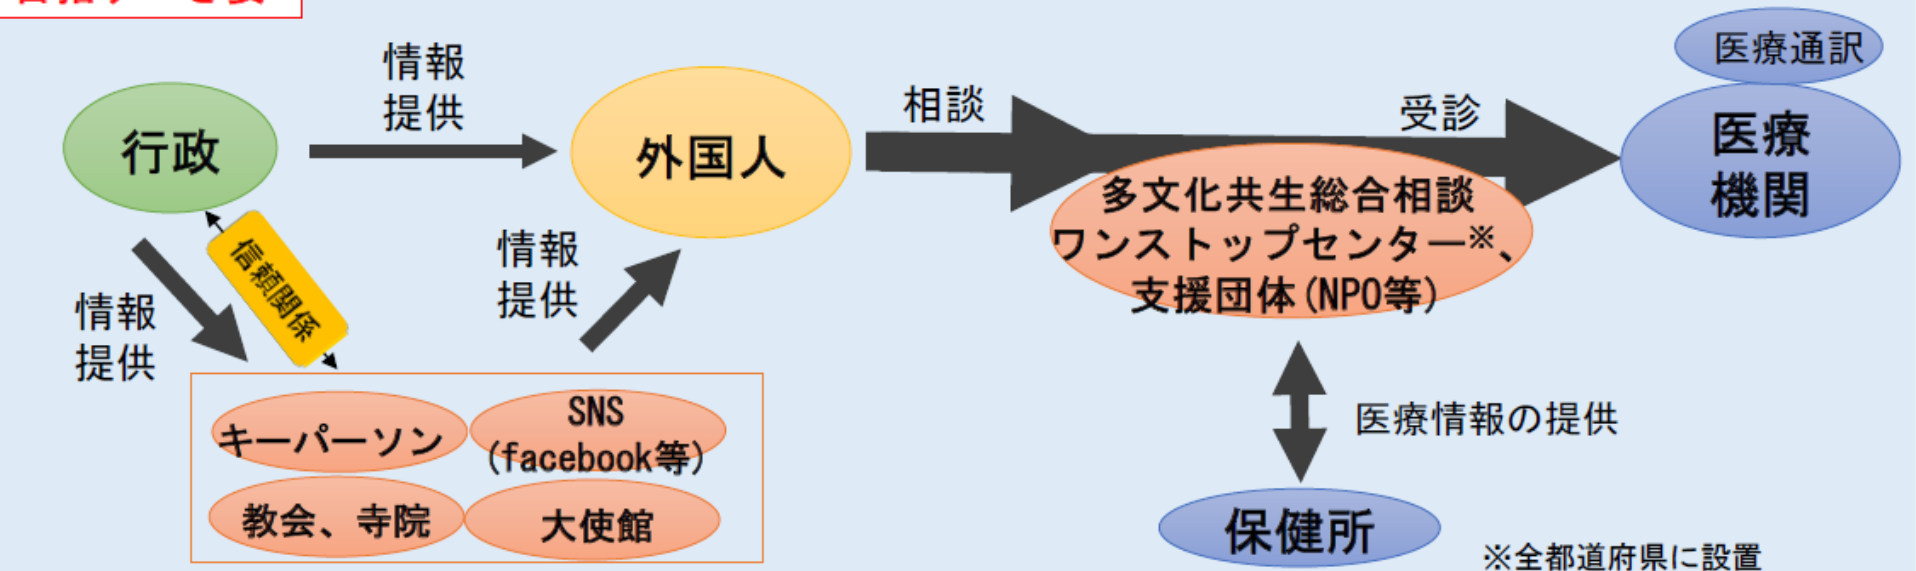 情報
提供
行政
外国人
相談
受診
医療通訳
医療
機関
多文化共生総合相談
ワンストップセンター※、
支援団体(NPO等)
信頼関係
情報
提供
情報
提供
キーパーソン
SNS
(facebook等)
教会、寺院
大使館
医療情報の提供
保健所
※全都道府県に設置